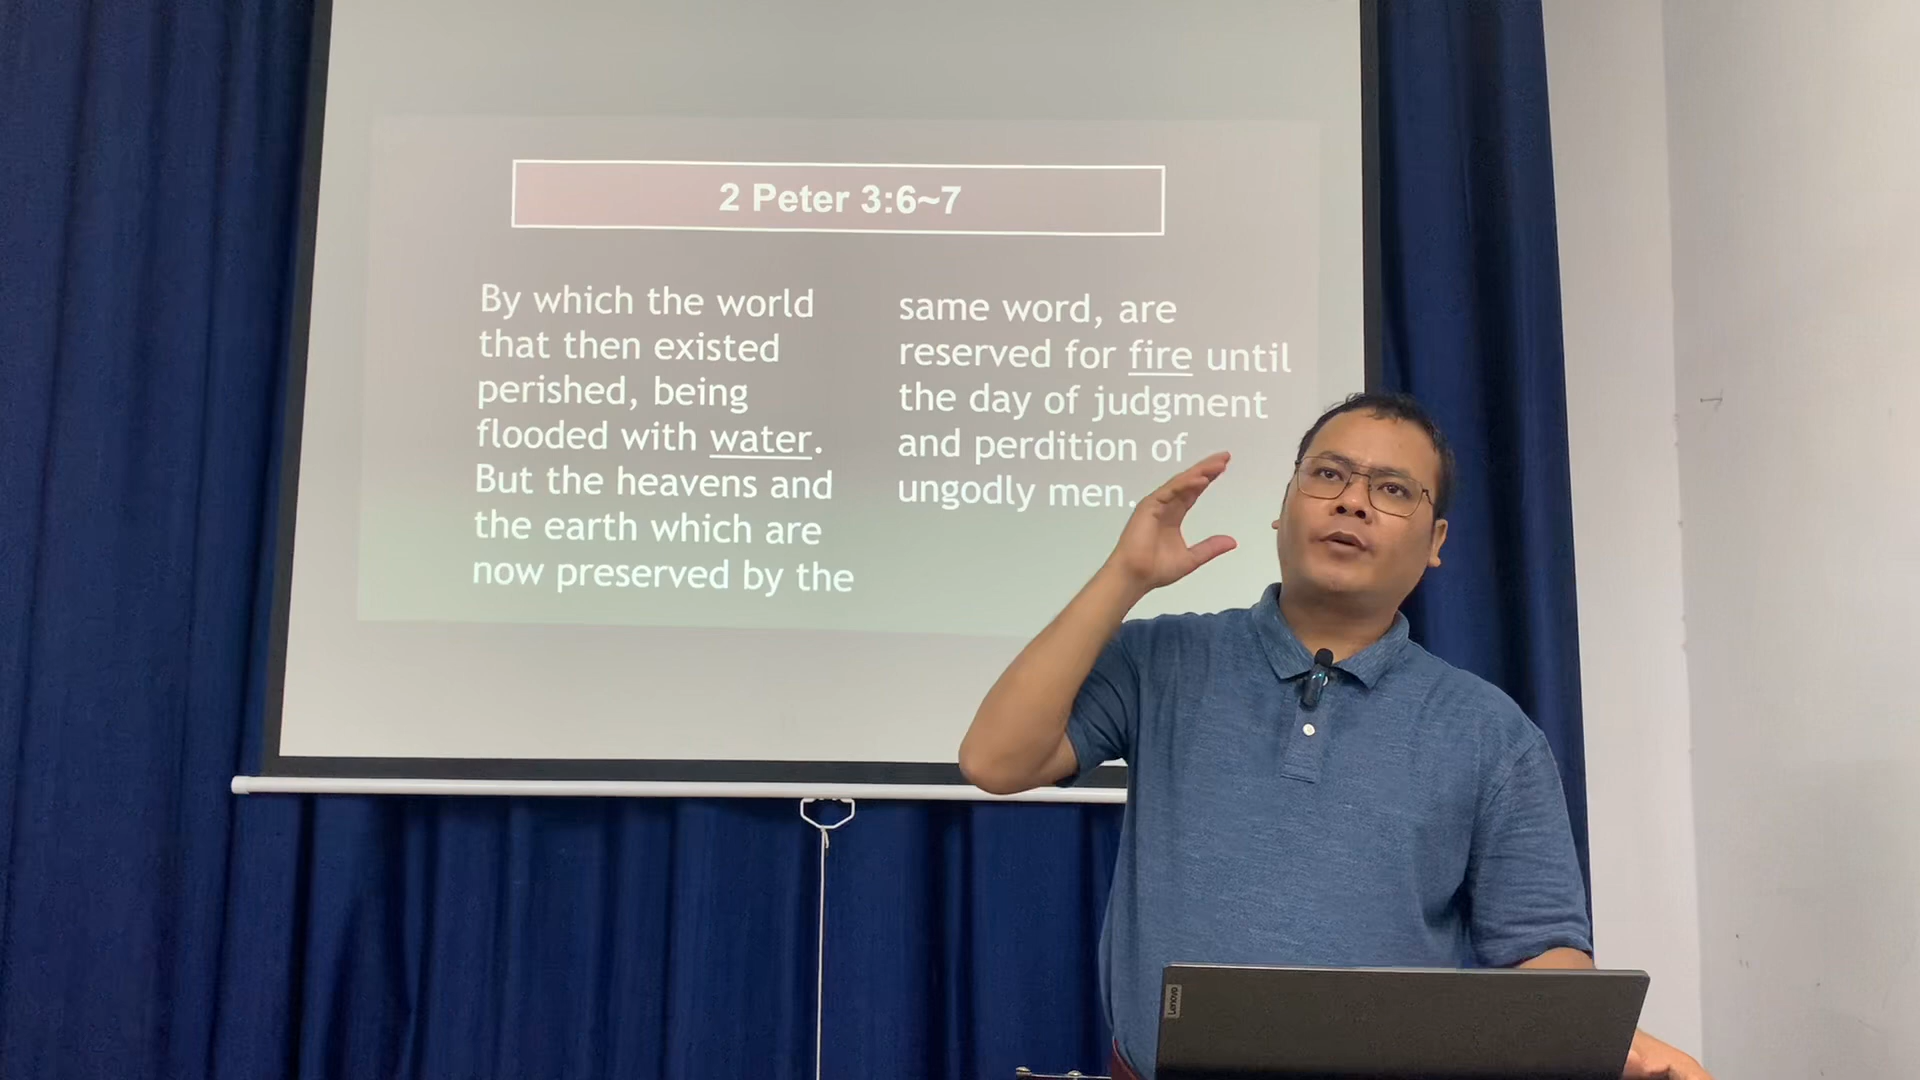 2 Peter 3:6~7
By which the world
that then existed
perished, being
flooded with water.
But the heavens and
the earth which are
now preserved by the
same word, are
reserved for fire until
the day of judgment
and perdition of
ungodly men.
Lenovo